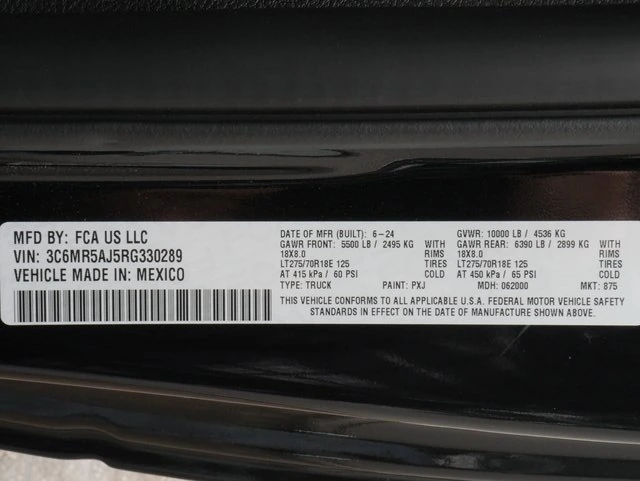 MFD BY: FCA US LLC
VIN: 3C6MR5AJ5RG330289
VEHICLE MADE IN: MEXICO
DATE OF MFR (BUILT): 6-24 GVWR: 10000 LB / 4536 KG
GAWR FRONT: 5500 LB / 2495 KG WITH GAWR REAR: 6390 LB / 2899 KG WITH
18X8.0 RIMS 18X8.0 RIMS
LT275/70R18E 125 TIRES LT275/70R18E 125 TIRES
AT 415 kPa / 60 PSI COLD AT 450 kPa / 65 PSI COLD
TYPE: TRUCK PAINT: PXJ MDH: 062000 MKT: 875
THIS VEHICLE CONFORMS TO ALL APPLICABLE U.S.A. FEDERAL MOTOR VEHICLE SAFETY
STANDARDS IN EFFECT ON THE DATE OF MANUFACTURE SHOWN ABOVE.